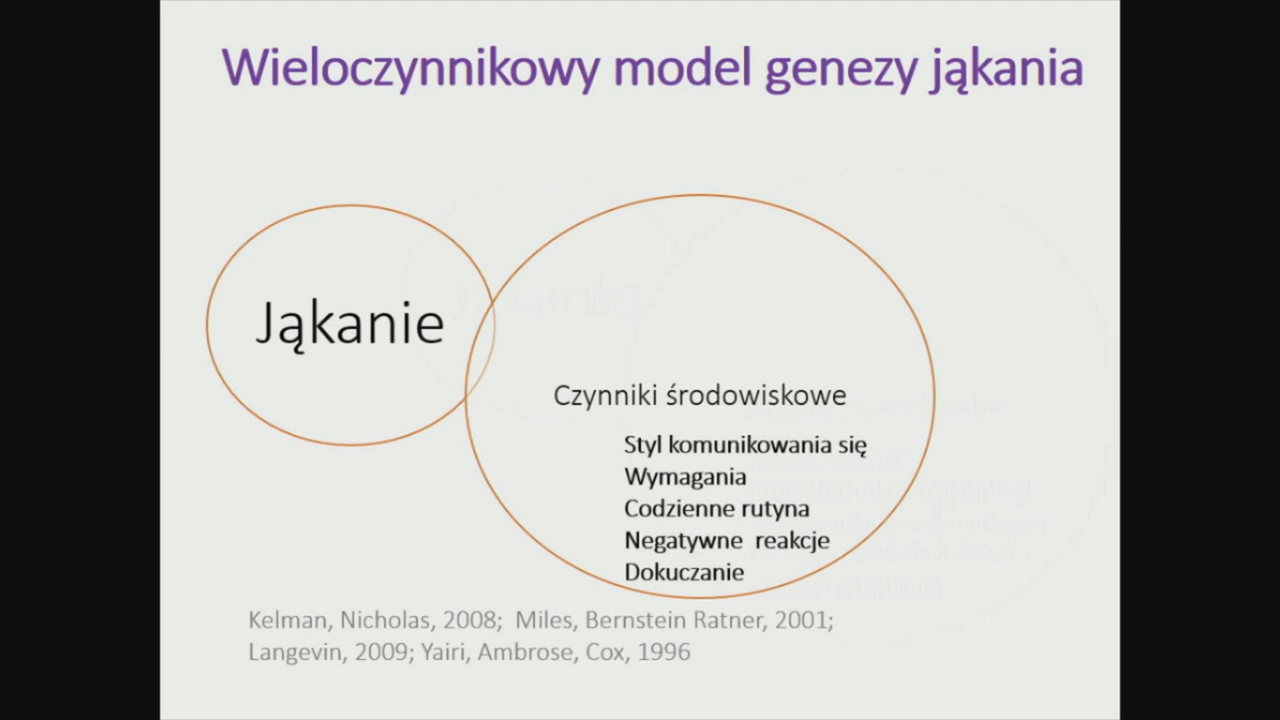 Wieloczynnikowy model genezy jąkania
Jąkanie
Czynniki środowiskowe
Styl komunikowania się
Wymagania
Codzienne rutyna
Negatywne  reakcje
Dokuczanie
Kelman, Nicholas, 2008;  Miles, Bernstein Ratner, 2001;
Langevin, 2009; Yairi, Ambrose, Cox, 1996